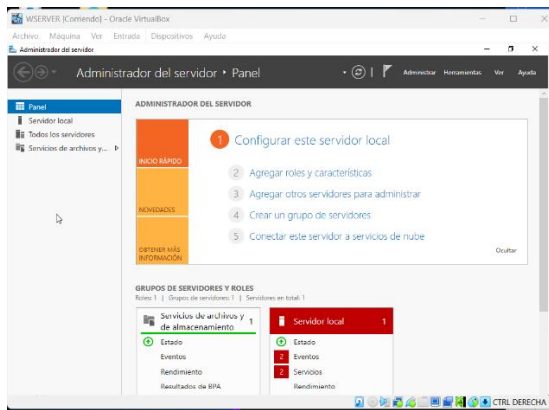 WSERVER [Corriendo] - Oracle VirtualBox
Archivo Máquina Ver Entrada Dispositivos Ayuda
Administrador del servidor
Administrador del servidor • Panel
Administrar Herramientas Ver Ayuda
Panel
Servidor local
Todos los servidores
Servicios de archivos y...
ADMINISTRADOR DEL SERVIDOR
INICIO RÁPIDO
NOVEDADES
OBTENER MÁS
INFORMACIÓN
1 Configurar este servidor local
2 Agregar roles y características
3 Agregar otros servidores para administrar
4 Crear un grupo de servidores
5 Conectar este servidor a servicios de nube
Ocultar
GRUPOS DE SERVIDORES Y ROLES
Roles 1 | Grupos de servidores: 1 | Servidores en total: 1
Servicios de archivos y
de almacenamiento 1
Estado
Eventos
Rendimiento
Resultados de BPA
Servidor local 1
Estado
2 Eventos
2 Servicios
Rendimiento
CTRL DERECHA